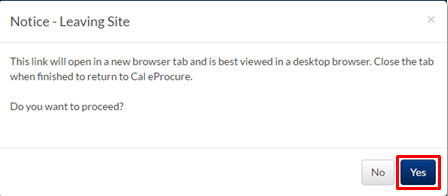 Notice - Leaving Site
×
This link will open in a new browser tab and is best viewed in a desktop browser. Close the tab
when finished to return to Cal eProcure.
Do you want to proceed?
No Yes